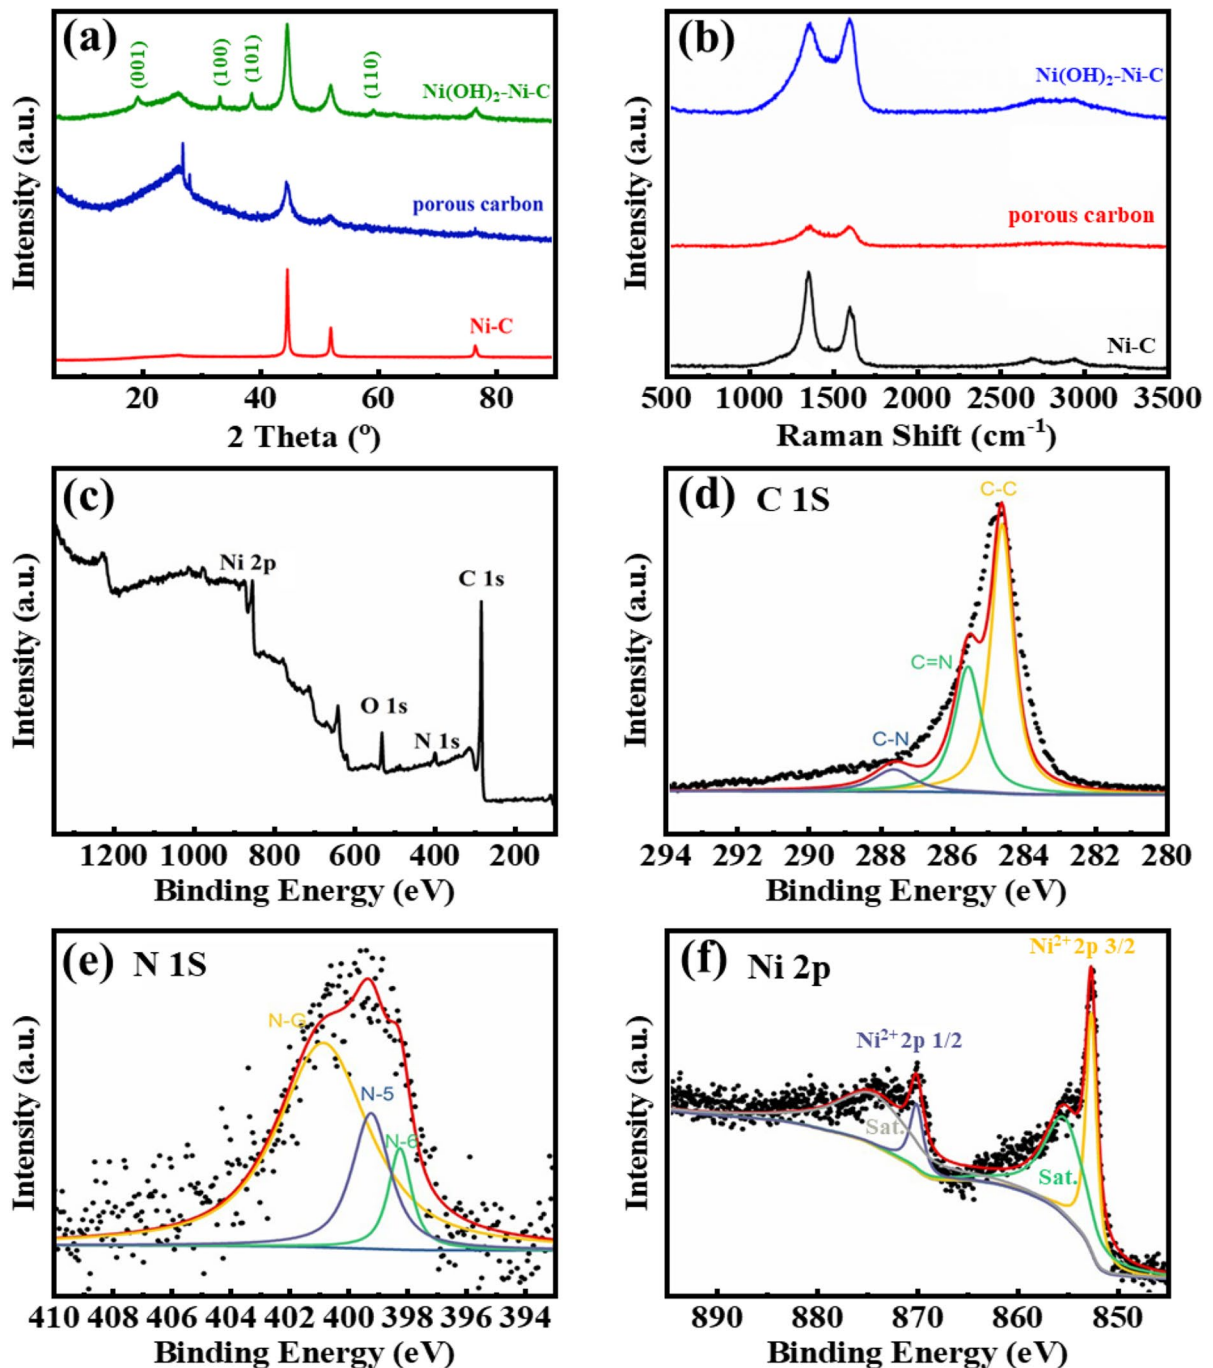 (a)
(001)
(100)
(101)
(110)
Ni(OH)₂-Ni-C
porous carbon
Ni-C
Intensity (a.u.)
20 40 60 80
2 Theta (°)
(b)
Ni(OH)₂-Ni-C
porous carbon
Ni-C
Intensity (a.u.)
500 1000 1500 2000 2500 3000 3500
Raman Shift (cm⁻¹)
(c)
Ni 2p
O 1s
N 1s
C 1s
Intensity (a.u.)
1200 1000 800 600 400 200
Binding Energy (eV)
(d) C 1S
C-C
C=N
C-N
Intensity (a.u.)
294 292 290 288 286 284 282 280
Binding Energy (eV)
(e) N 1S
N-G
N-5
N-6
Intensity (a.u.)
410 408 406 404 402 400 398 396 394
Binding Energy (eV)
(f) Ni 2p
Ni²⁺ 2p 3/2
Ni²⁺ 2p 1/2
Sat.
Sat.
Intensity (a.u.)
890 880 870 860 850
Binding Energy (eV)